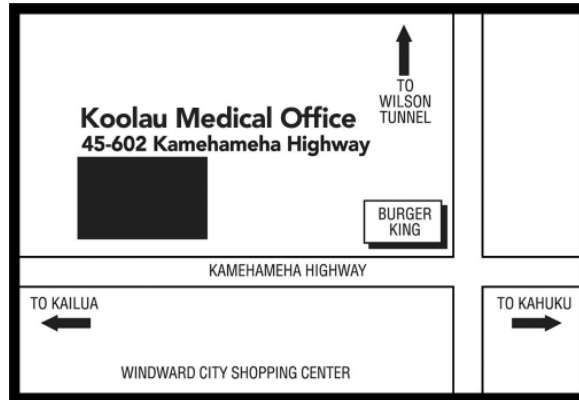 TO
WILSON
TUNNEL
Koolau Medical Office
45-602 Kamehameha Highway
BURGER
KING
KAMEHAMEHA HIGHWAY
TO KAILUA
TO KAHUKU
WINDWARD CITY SHOPPING CENTER